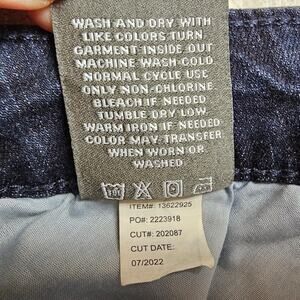 WASH AND DRY WITH
LIKE COLORS TURN
GARMENT INSIDE OUT
MACHINE WASH COLD
NORMAL CYCLE USE
ONLY NON-CHLORINE
BLEACH IF NEEDED
TUMBLE DRY LOW
WARM IRON IF NEEDED
COLOR MAY TRANSFER
WHEN WORN OR
WASHED
ITEM#: 13622925
PO#: 2223918
CUT#: 202087
CUT DATE:
07/2022